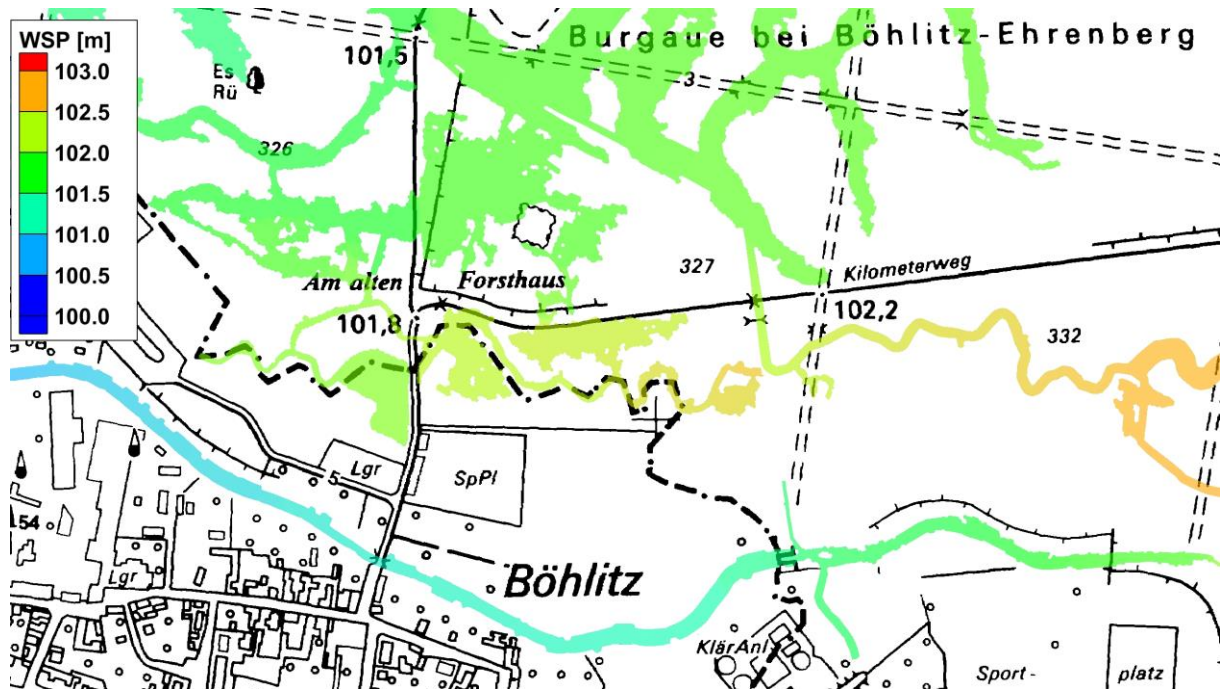 WSP [m]
103.0
102.5
102.0
101.5
101.0
100.5
100.0
Burgaue bei Böhlitz-Ehrenberg
101,5
3
Es
Rü
326
327
Kilometerweg
Am alten Forsthaus
101,8
102,2
332
Lgr
SpPl
5
54
Lgr
Böhlitz
KlärAnl
Sport-
platz